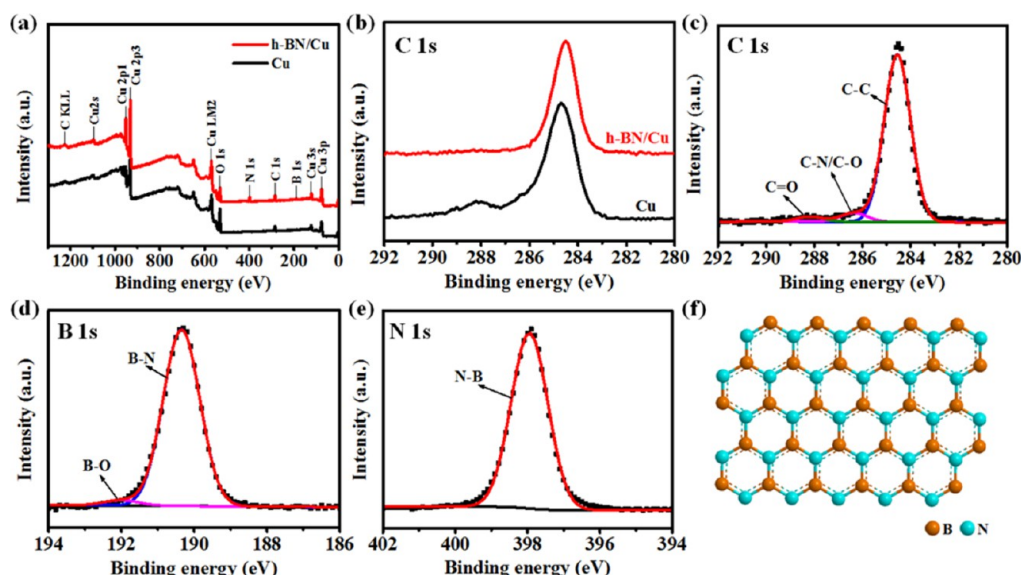 (a)
Intensity (a.u.)
h-BN/Cu
Cu
C KLL
Cu2s
Cu 2p1
Cu 2p3
Cu LM2
O 1s
N 1s
C 1s
B 1s
Cu 3s
Cu 3p
1200 1000 800 600 400 200 0
Binding energy (eV)
(b)
C 1s
Intensity (a.u.)
h-BN/Cu
Cu
292 290 288 286 284 282 280
Binding energy (eV)
(c)
C 1s
Intensity (a.u.)
C-C
C-N/C-O
C=O
292 290 288 286 284 282 280
Binding energy (eV)
(d)
B 1s
Intensity (a.u.)
B-N
B-O
194 192 190 188 186
Binding energy (eV)
(e)
N 1s
Intensity (a.u.)
N-B
402 400 398 396 394
Binding energy (eV)
(f)
B N